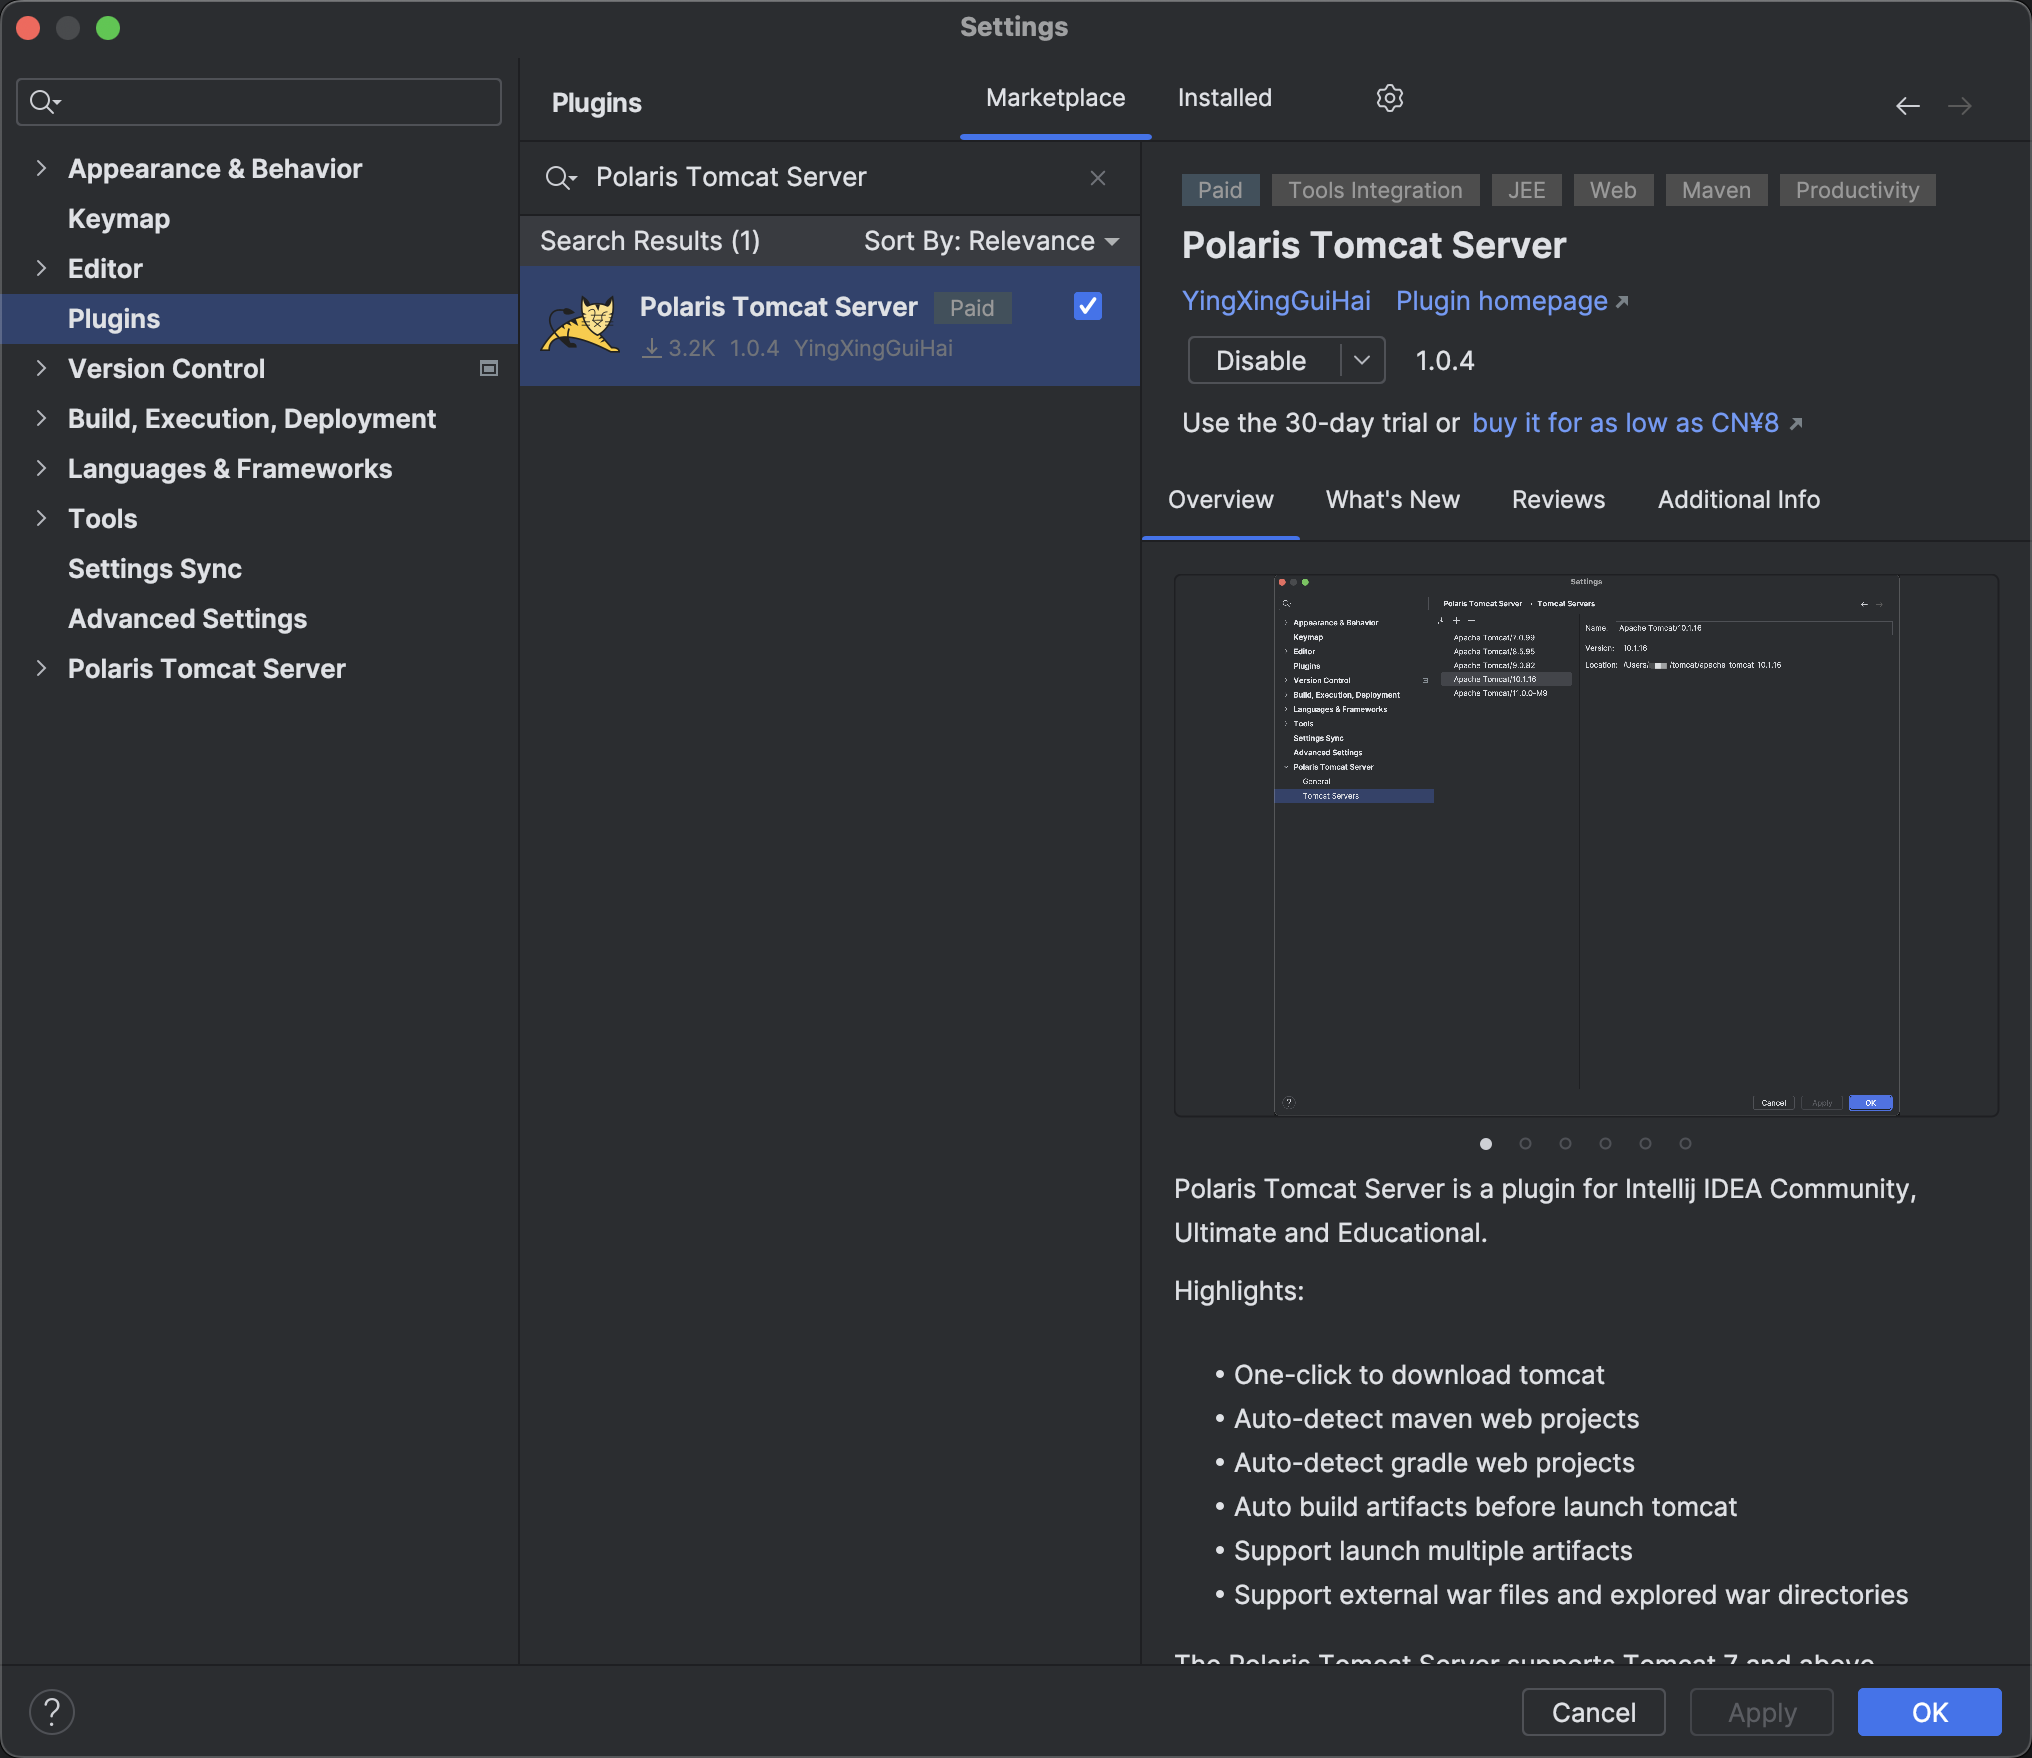 Settings
Appearance & Behavior
Keymap
Editor
Plugins
Version Control
Build, Execution, Deployment
Languages & Frameworks
Tools
Settings Sync
Advanced Settings
Polaris Tomcat Server
Plugins
Marketplace
Installed
Polaris Tomcat Server
Search Results (1)
Sort By: Relevance
Polaris Tomcat Server
Paid
3.2K 1.0.4 YingXingGuiHai
Paid
Tools Integration
JEE
Web
Maven
Productivity
Polaris Tomcat Server
YingXingGuiHai Plugin homepage
Disable
1.0.4
Use the 30-day trial or buy it for as low as CN¥8
Overview
What's New
Reviews
Additional Info
Settings
Polaris Tomcat Server › Tomcat Servers
Appearance & Behavior
Keymap
Editor
Plugins
Version Control
Build, Execution, Deployment
Languages & Frameworks
Tools
Settings Sync
Advanced Settings
Polaris Tomcat Server
General
Tomcat Servers
Apache Tomcat/7.0.99
Apache Tomcat/8.5.95
Apache Tomcat/9.0.82
Apache Tomcat/10.1.16
Apache Tomcat/11.0.0-M9
Name: Apache Tomcat/10.1.16
Version: 10.1.16
Location: /Users/ /tomcat/apache-tomcat-10.1.16
?
Cancel
Apply
OK
Polaris Tomcat Server is a plugin for Intellij IDEA Community,
Ultimate and Educational.
Highlights:
• One-click to download tomcat
• Auto-detect maven web projects
• Auto-detect gradle web projects
• Auto build artifacts before launch tomcat
• Support launch multiple artifacts
• Support external war files and explored war directories
The Polaris Tomcat Server supports Tomcat 7 and above
?
Cancel
Apply
OK